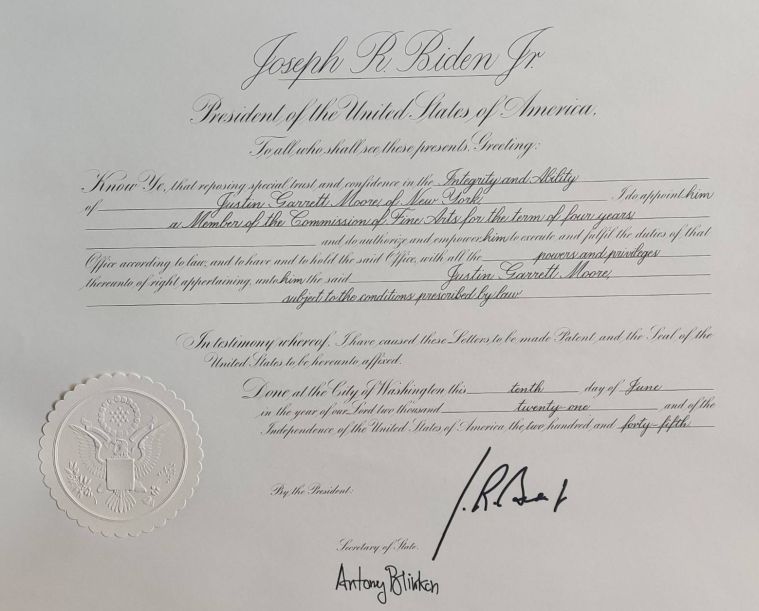 Joseph R. Biden Jr.
President of the United States of America.
To all who shall see these presents, Greeting:
Know Ye, that reposing special trust and confidence in the Integrity and Ability
of Justin Garrett Moore, of New York, I do appoint him
a Member of the Commission of Fine Arts for the term of four years,
and do authorize and empower him to execute and fulfil the duties of that
Office according to law, and to have and to hold the said Office, with all the powers and privileges
thereunto of right appertaining, unto him the said Justin Garrett Moore,
subject to the conditions prescribed by law
In testimony whereof, I have caused these Letters to be made Patent, and the Seal of the
United States to be hereunto affixed.
Done at the City of Washington this tenth day of June
in the year of our Lord two thousand twenty-one and of the
Independence of the United States of America the two hundred and forty-fifth
By the President:
Secretary of State.
Antony Blinken